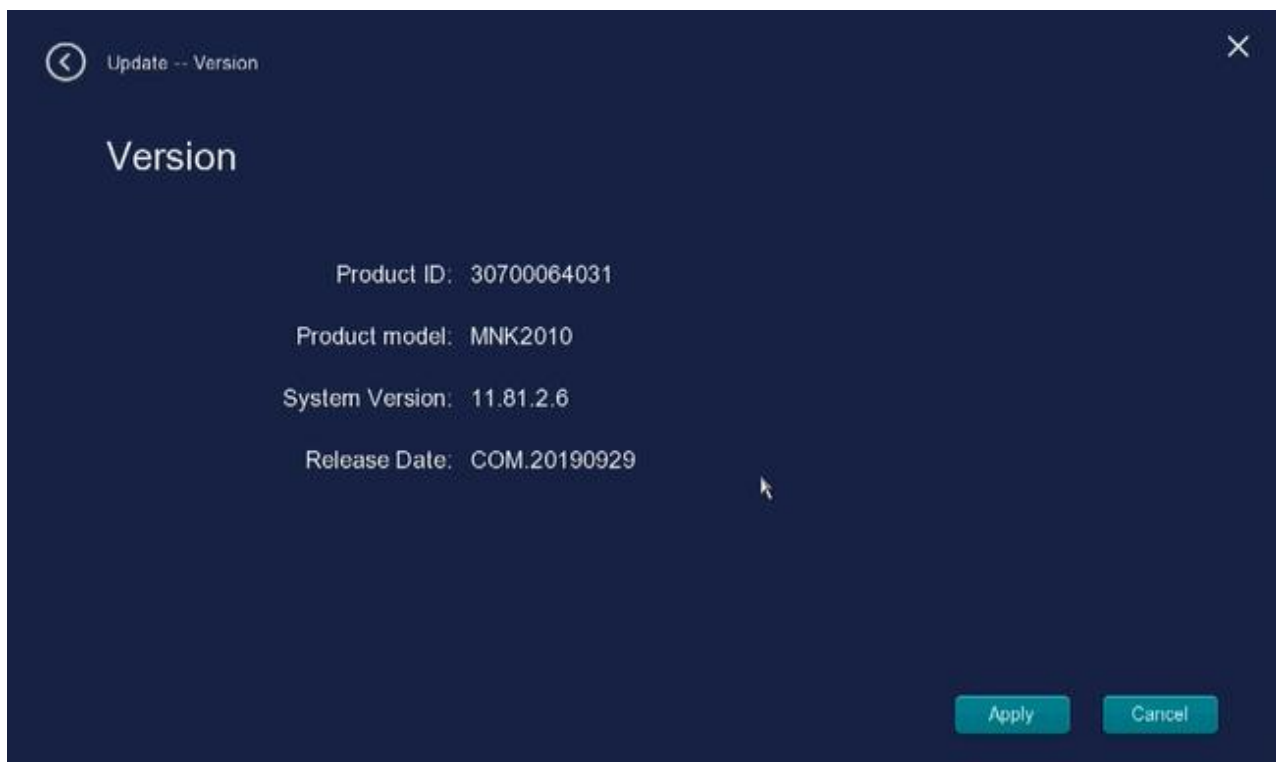 Update -- Version
Version
Product ID: 30700064031
Product model: MNK2010
System Version: 11.81.2.6
Release Date: COM.20190929
Apply Cancel